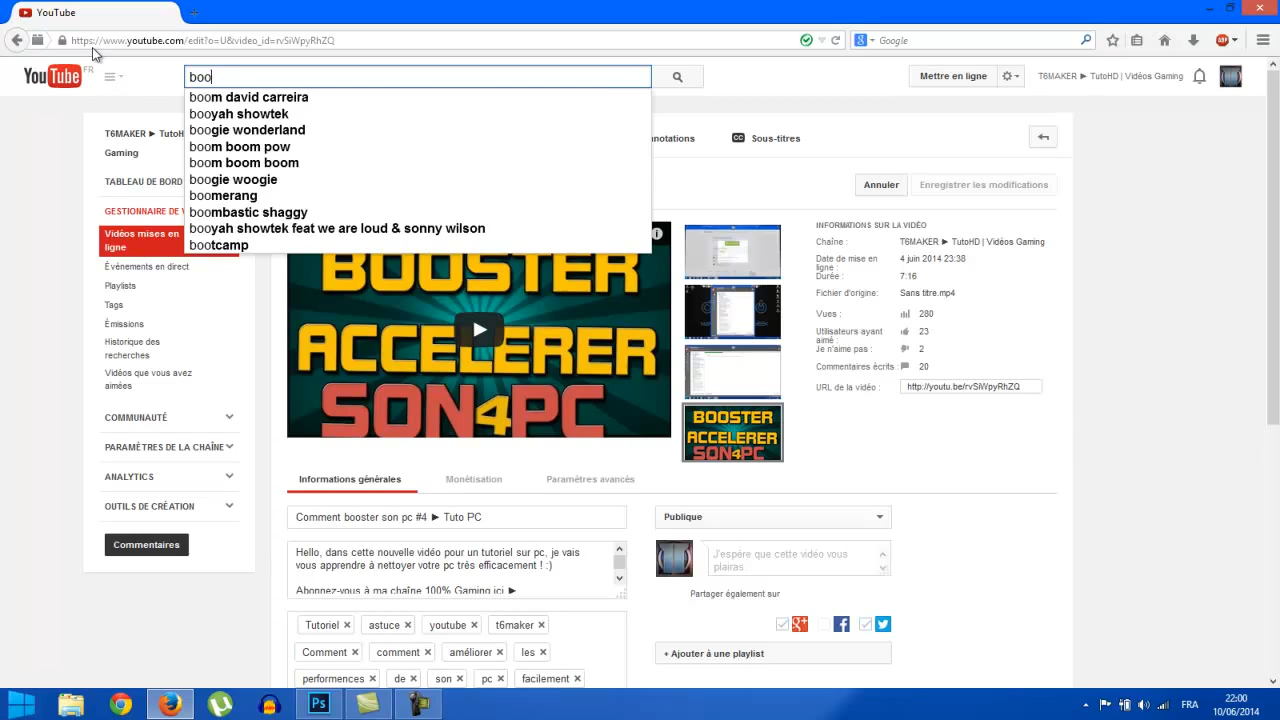 YouTube
https://www.youtube.com/edit?o=U&video_id=rvSiWpyRhZQ
Google
YouTube FR
boo
Mettre en ligne
T6MAKER ► TutoHD | Vidéos Gaming
boom david carreira
booyah showtek
boogie wonderland
boom boom pow
boom boom boom
boogie woogie
boomerang
boombastic shaggy
booyah showtek feat we are loud & sonny wilson
bootcamp
T6MAKER ► TutoHD
Gaming
TABLEAU DE BORD
GESTIONNAIRE DE V
Vidéos mises en
ligne
Événements en direct
Playlists
Tags
Émissions
Historique des
recherches
Vidéos que vous avez
aimées
COMMUNAUTÉ
PARAMÈTRES DE LA CHAÎNE
ANALYTICS
OUTILS DE CRÉATION
Commentaires
nnotations
CC Sous-titres
Annuler
Enregistrer les modifications
BOOSTER
ACCELERER
SON4PC
BOOSTER
ACCELERER
SON4PC
INFORMATIONS SUR LA VIDÉO
Chaîne : T6MAKER ► TutoHD | Vidéos Gaming
Date de mise en
ligne : 4 juin 2014 23:38
Durée : 7:16
Fichier d'origine: Sans titre.mp4
Vues : 280
Utilisateurs ayant
aimé : 23
Je n'aime pas : 2
Commentaires écrits : 20
URL de la vidéo : http://youtu.be/rvSiWpyRhZQ
Informations générales
Monétisation
Paramètres avancés
Comment booster son pc #4 ► Tuto PC
Hello, dans cette nouvelle vidéo pour un tutoriel sur pc, je vais
vous apprendre à nettoyer votre pc très efficacement ! :)
Abonnez-vous à ma chaîne 100% Gaming ici ►
Tutoriel × astuce × youtube × t6maker ×
Comment × comment × améliorer × les ×
performences × de × son × pc × facilement ×
Publique
J'espére que cette vidéo vous
plairas
Partager également sur
+ Ajouter à une playlist
Ps
FRA
22:00
10/06/2014